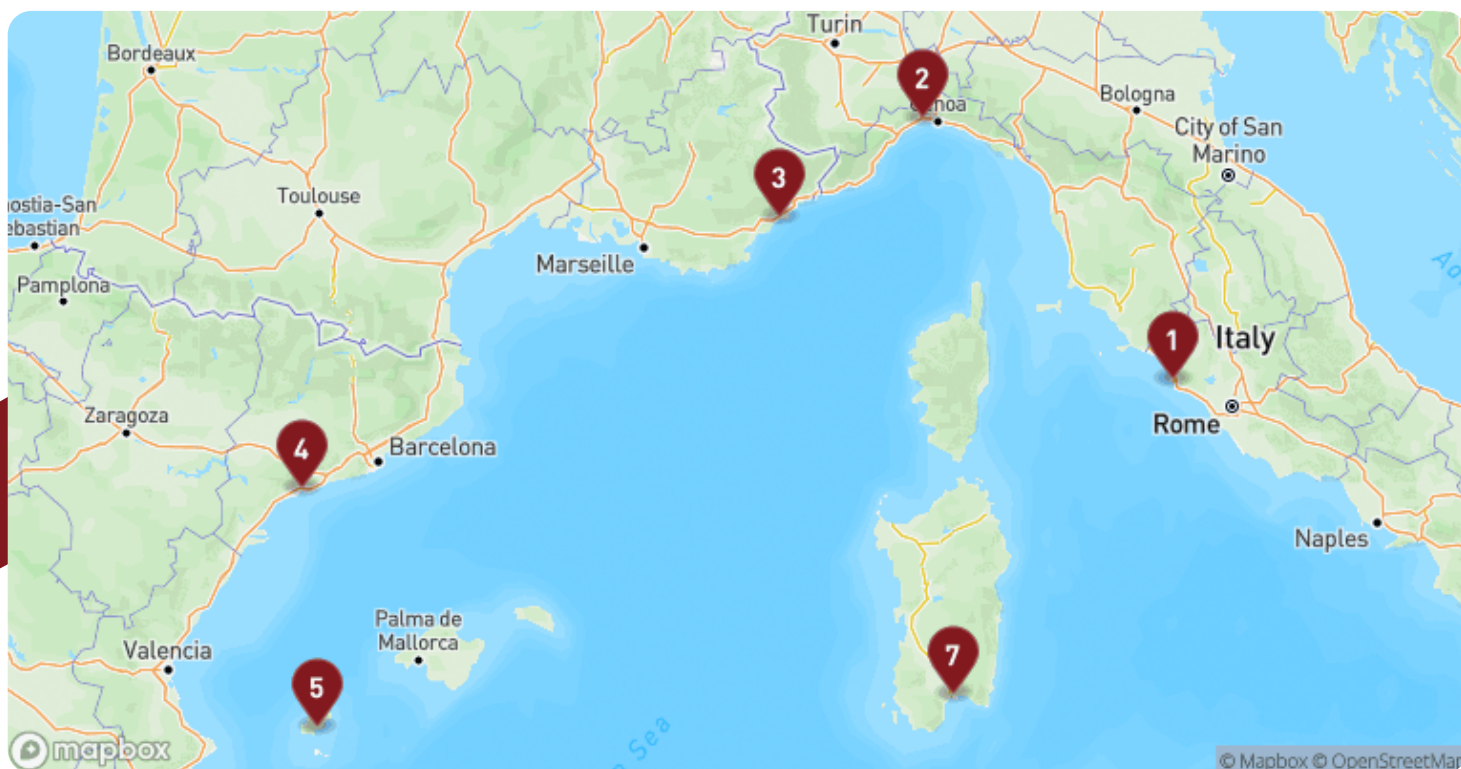 Turin
Bordeaux
2
Genoa
Bologna
City of San
Marino
3
Toulouse
nostia-San
ebastian
Marseille
Pamplona
1
Italy
Rome
Zaragoza
4
Barcelona
Naples
Palma de
Mallorca
Valencia
7
5
Sea
mapbox
© Mapbox © OpenStreetMap